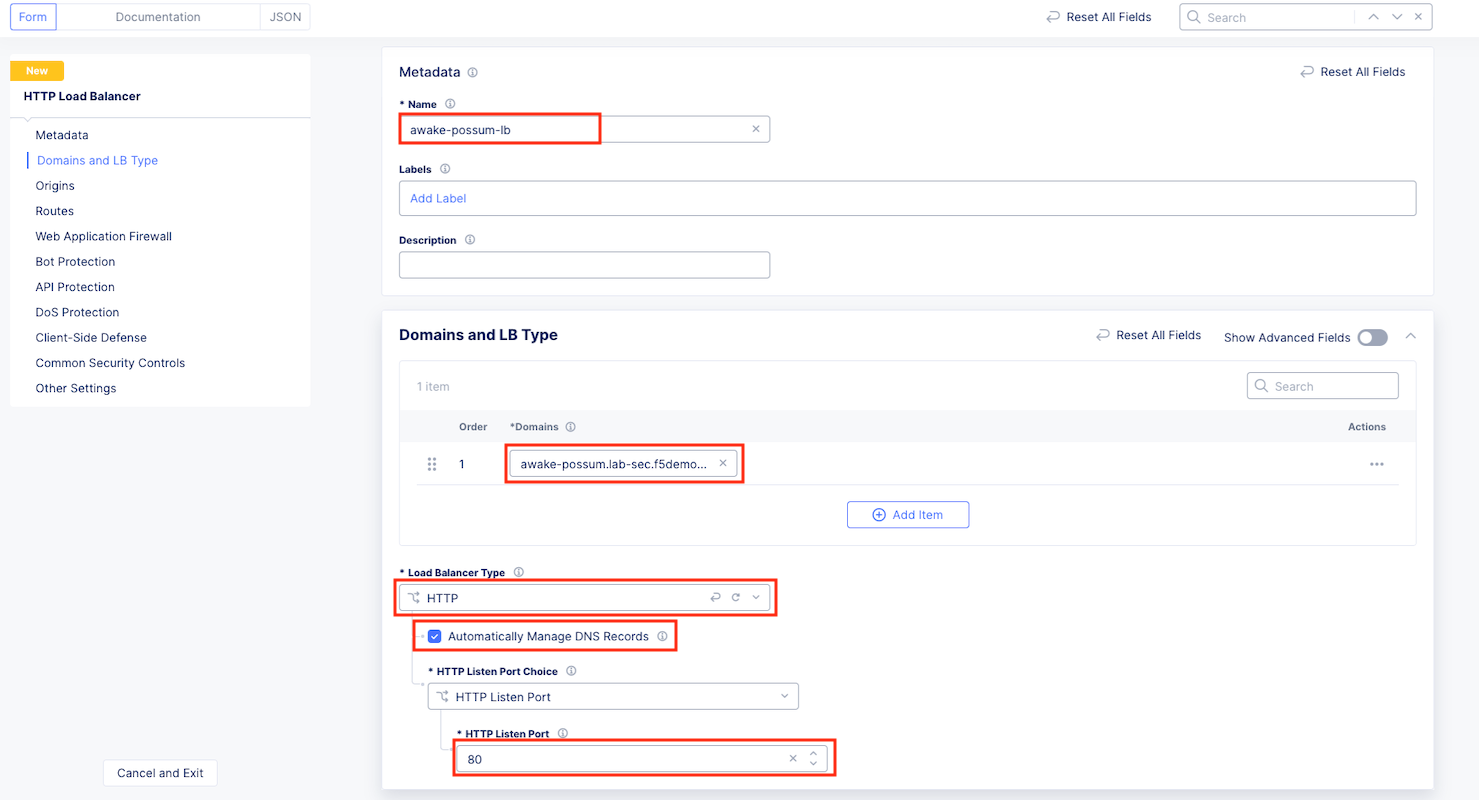 Form Documentation JSON Reset All Fields Search
New
HTTP Load Balancer
Metadata
Domains and LB Type
Origins
Routes
Web Application Firewall
Bot Protection
API Protection
DoS Protection
Client-Side Defense
Common Security Controls
Other Settings
Cancel and Exit
Metadata Reset All Fields
* Name
awake-possum-lb
Labels
Add Label
Description
Domains and LB Type Reset All Fields Show Advanced Fields
1 item Search
Order *Domains Actions
1 awake-possum.lab-sec.f5demo...
Add Item
* Load Balancer Type
HTTP
Automatically Manage DNS Records
* HTTP Listen Port Choice
HTTP Listen Port
* HTTP Listen Port
80